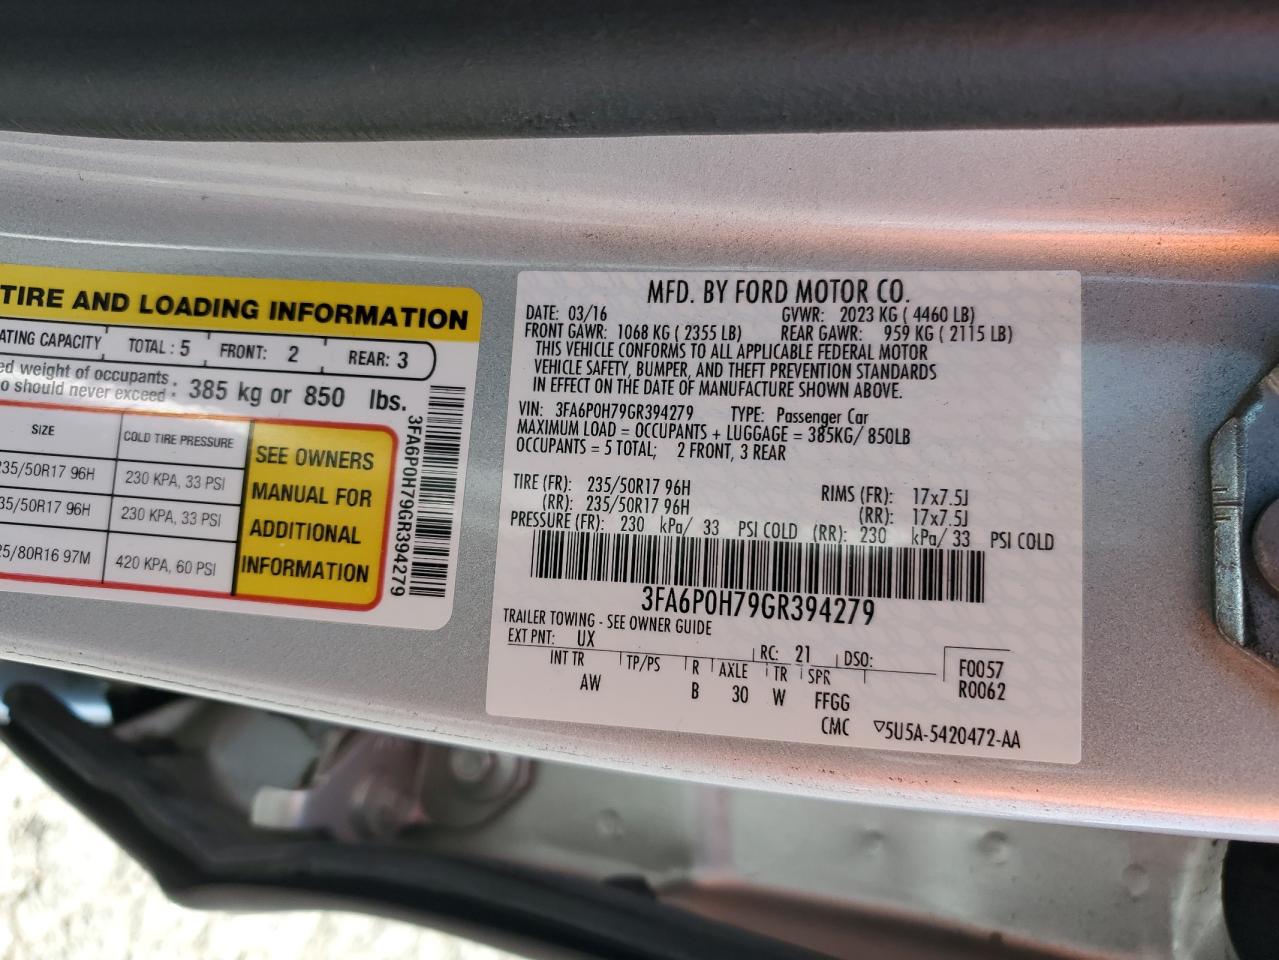 TIRE AND LOADING INFORMATION
TOTAL: 5 FRONT: 2 REAR: 3
CAPACITY
weight of occupants
should never exceed : 385 kg or 850 lbs.
SIZE COLD TIRE PRESSURE
235/50R17 96H 230 KPA, 33 PSI
35/50R17 96H 230 KPA, 33 PSI
25/80R16 97M 420 KPA, 60 PSI
SEE OWNERS
MANUAL FOR
ADDITIONAL
INFORMATION
3FA6P0H79GR394279
MFD. BY FORD MOTOR CO.
DATE: 03/16 GVWR: 2023 KG ( 4460 LB)
FRONT GAWR: 1068 KG ( 2355 LB) REAR GAWR: 959 KG ( 2115 LB)
THIS VEHICLE CONFORMS TO ALL APPLICABLE FEDERAL MOTOR
VEHICLE SAFETY, BUMPER, AND THEFT PREVENTION STANDARDS
IN EFFECT ON THE DATE OF MANUFACTURE SHOWN ABOVE.
VIN: 3FA6P0H79GR394279 TYPE: Passenger Car
MAXIMUM LOAD = OCCUPANTS + LUGGAGE = 385KG/ 850LB
OCCUPANTS = 5 TOTAL; 2 FRONT, 3 REAR
TIRE (FR): 235/50R17 96H RIMS (FR): 17x7.5J
(RR): 235/50R17 96H (RR): 17x7.5J
PRESSURE (FR): 230 kPa/ 33 PSI COLD (RR): 230 kPa/ 33 PSI COLD
3FA6P0H79GR394279
TRAILER TOWING - SEE OWNER GUIDE
EXT PNT: UX RC: 21 DSO: F0057
INT TR TP/PS R AXLE TR SPR R0062
AW B 30 W FFGG
CMC ▽5U5A-5420472-AA